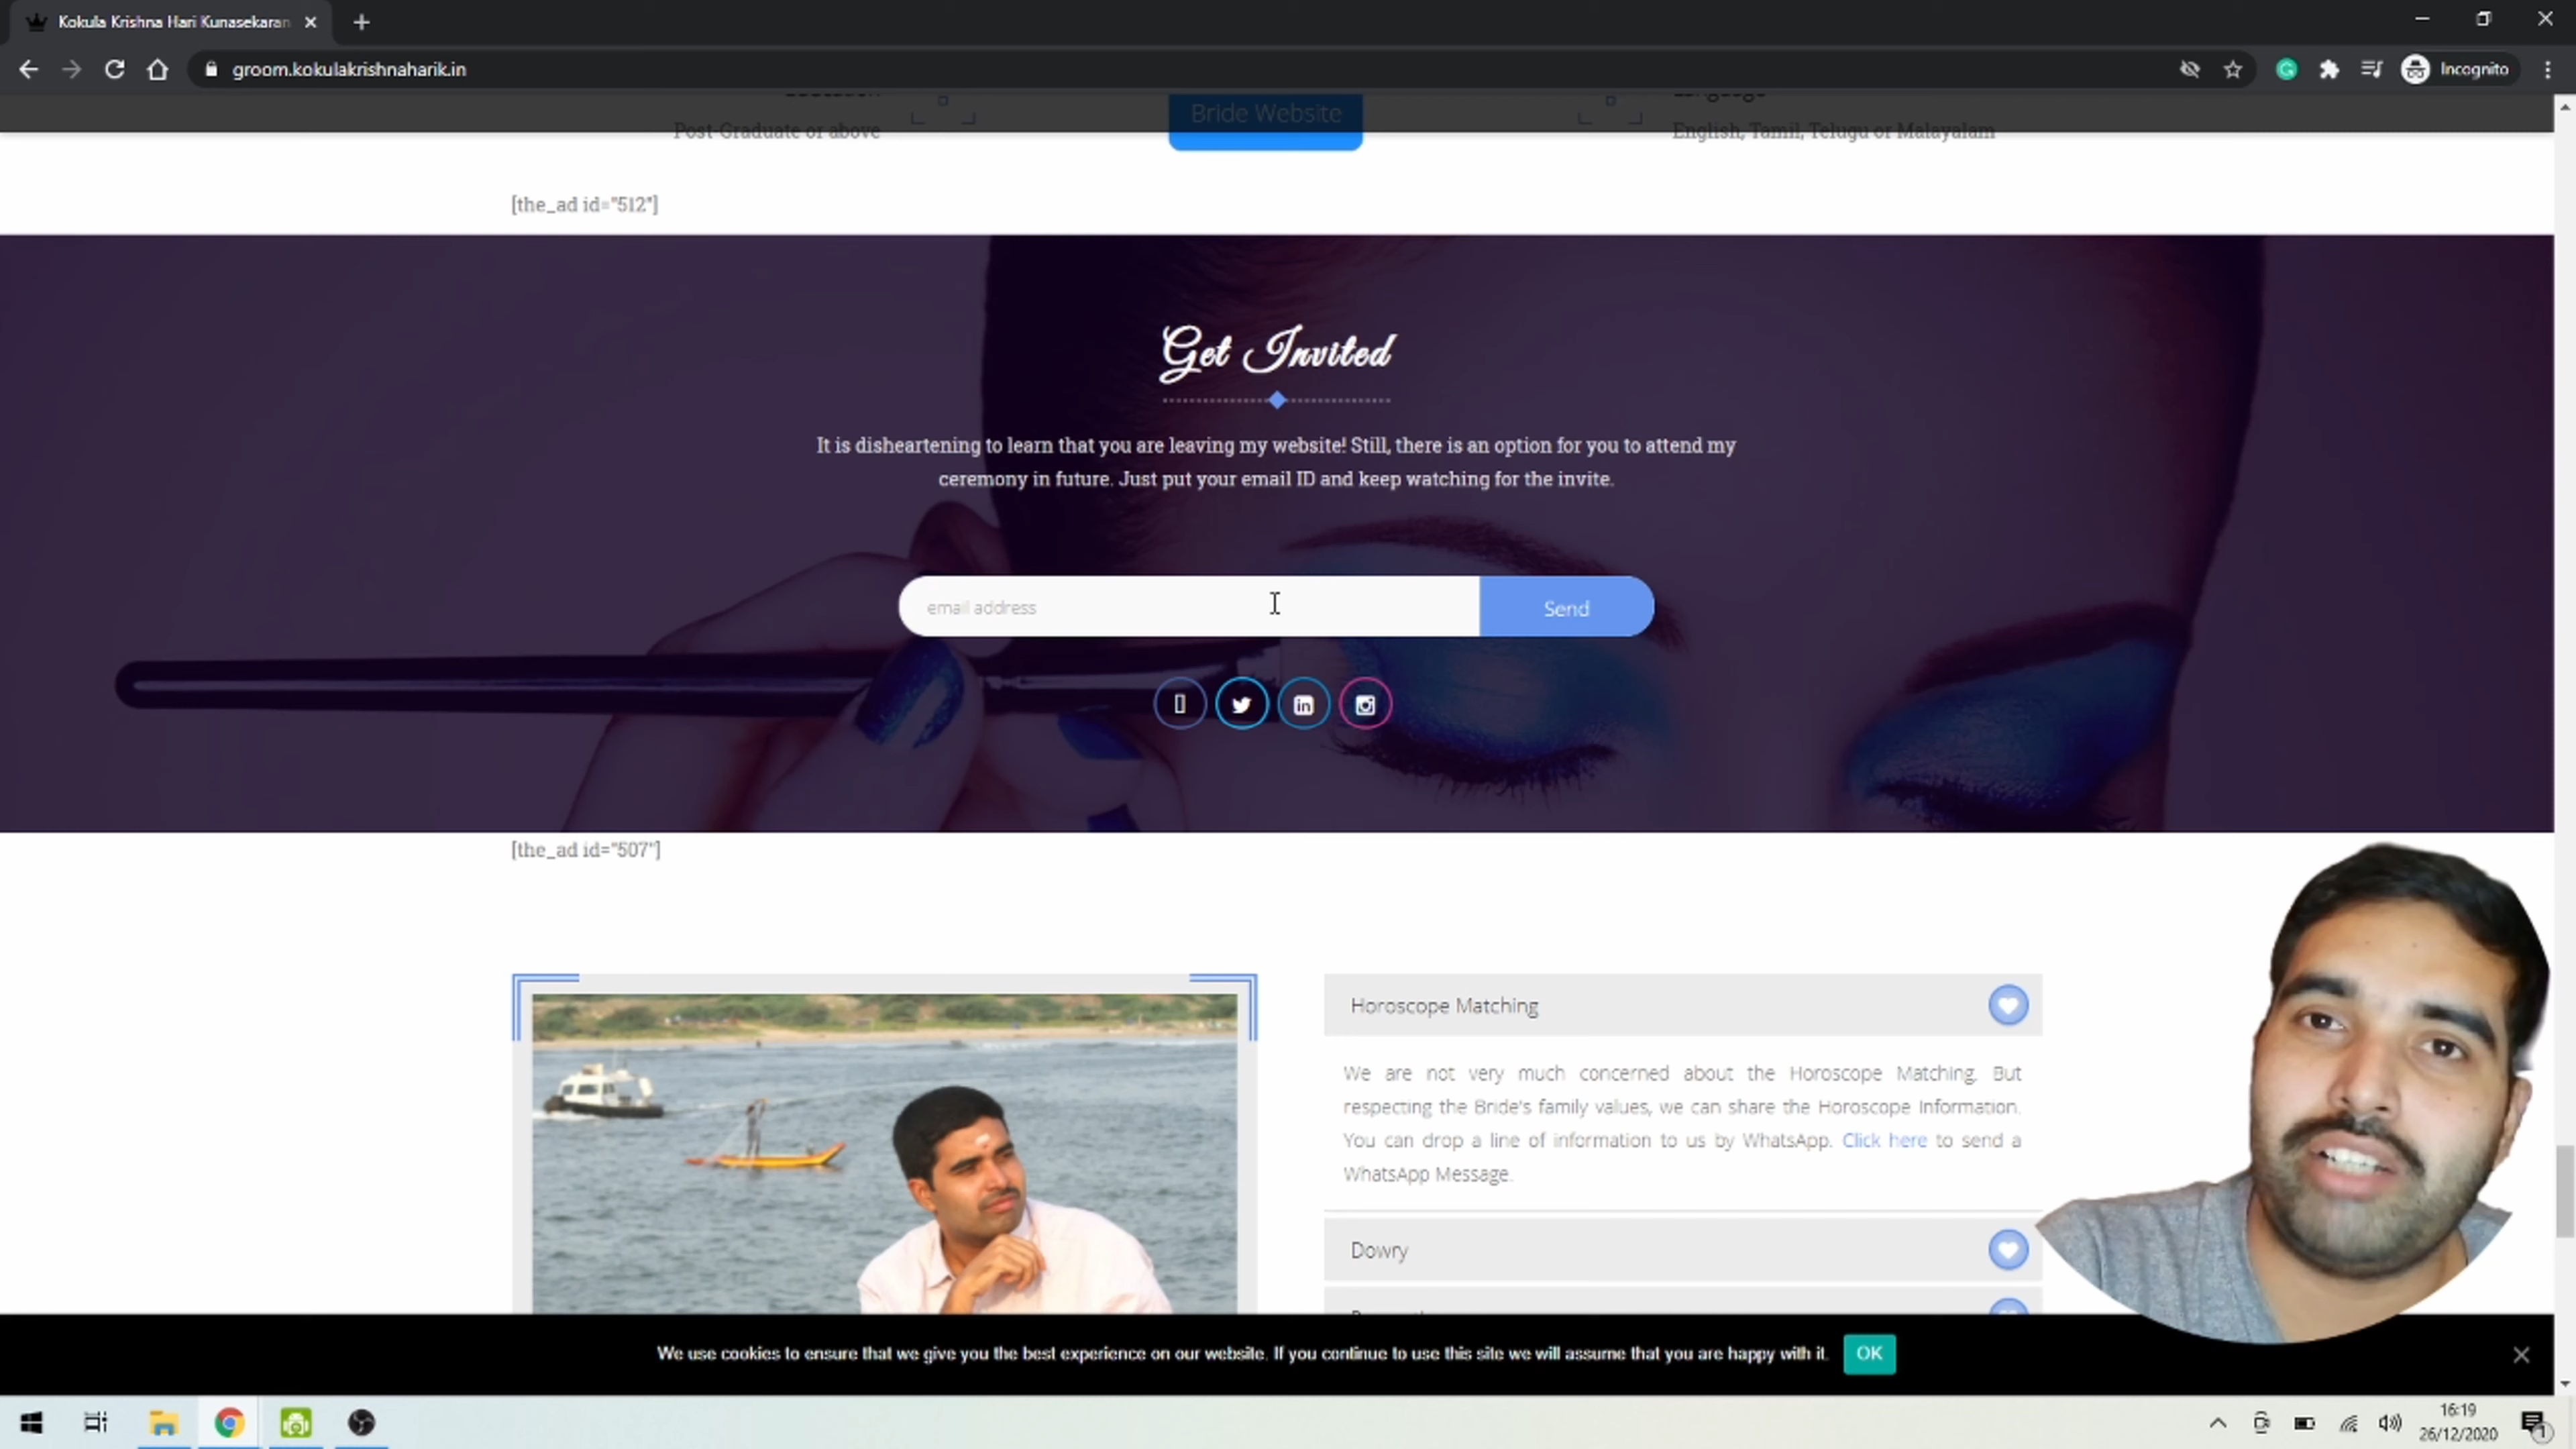 Kokula Krishna Hari Kunasekaran
groom.kokulakrishnaharik.in
Incognito
Bride Website
Post-Graduate or above
Language
English, Tamil, Telugu or Malayalam
[the_ad id="512"]
Get Invited
It is disheartening to learn that you are leaving my website! Still, there is an option for you to attend my
ceremony in future. Just put your email ID and keep watching for the invite.
email address
Send
[the_ad id="507"]
Horoscope Matching
We are not very much concerned about the Horoscope Matching. But
respecting the Bride's family values, we can share the Horoscope Information.
You can drop a line of information to us by WhatsApp. Click here to send a
WhatsApp Message.
Dowry
We use cookies to ensure that we give you the best experience on our website. If you continue to use this site we will assume that you are happy with it.
OK
16:19
26/12/2020
1